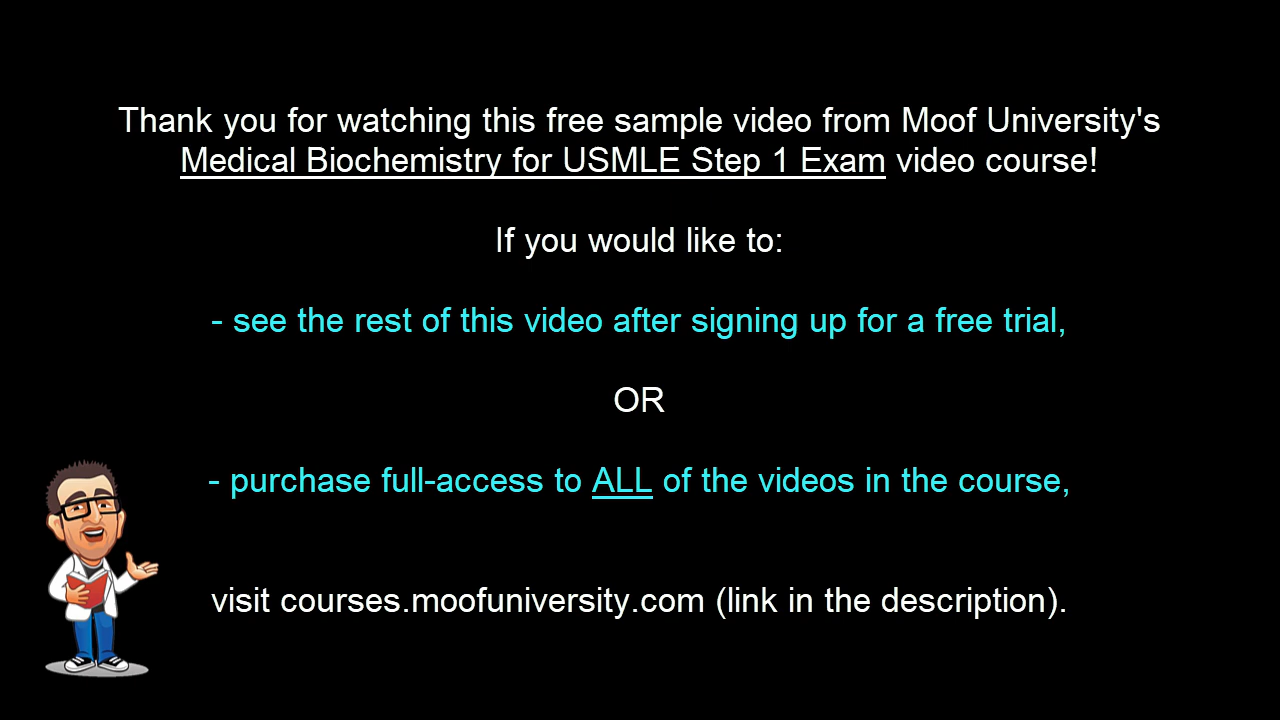 Thank you for watching this free sample video from Moof University's
Medical Biochemistry for USMLE Step 1 Exam video course!
If you would like to:
- see the rest of this video after signing up for a free trial,
OR
- purchase full-access to ALL of the videos in the course,
visit courses.moofuniversity.com (link in the description).